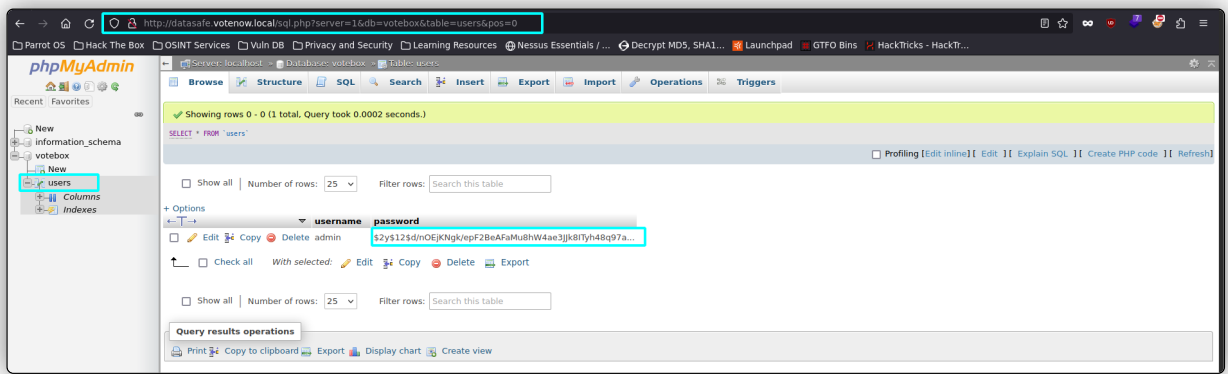 http://datasafe.votenow.local/sql.php?server=1&db=votebox&table=users&pos=0
Parrot OS Hack The Box OSINT Services Vuln DB Privacy and Security Learning Resources Nessus Essentials / ... Decrypt MD5, SHA1... Launchpad GTFO Bins HackTricks - HackTr...
phpMyAdmin
Recent Favorites
New
information_schema
votebox
New
users
Columns
Indexes
Server: localhost » Database: votebox » Table: users
Browse Structure SQL Search Insert Export Import Operations Triggers
Showing rows 0 - 0 (1 total, Query took 0.0002 seconds.)
SELECT * FROM `users`
Profiling [Edit inline] [ Edit ] [ Explain SQL ] [ Create PHP code ] [ Refresh]
Show all | Number of rows: 25 Filter rows: Search this table
+ Options
←T→ username password
Edit Copy Delete admin $2y$12$d/nOEjKNgk/epF2BeAFaMu8hW4ae3JJk8ITyh48q97a...
Check all With selected: Edit Copy Delete Export
Show all | Number of rows: 25 Filter rows: Search this table
Query results operations
Print Copy to clipboard Export Display chart Create view